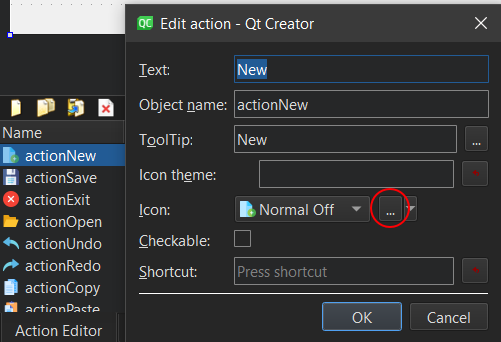 QC Edit action - Qt Creator
Text: New
Object name: actionNew
ToolTip: New ...
Icon theme:
Icon: Normal Off ...
Checkable:
Shortcut: Press shortcut
OK Cancel
Name
actionNew
actionSave
actionExit
actionOpen
actionUndo
actionRedo
actionCopy
actionPaste
Action Editor